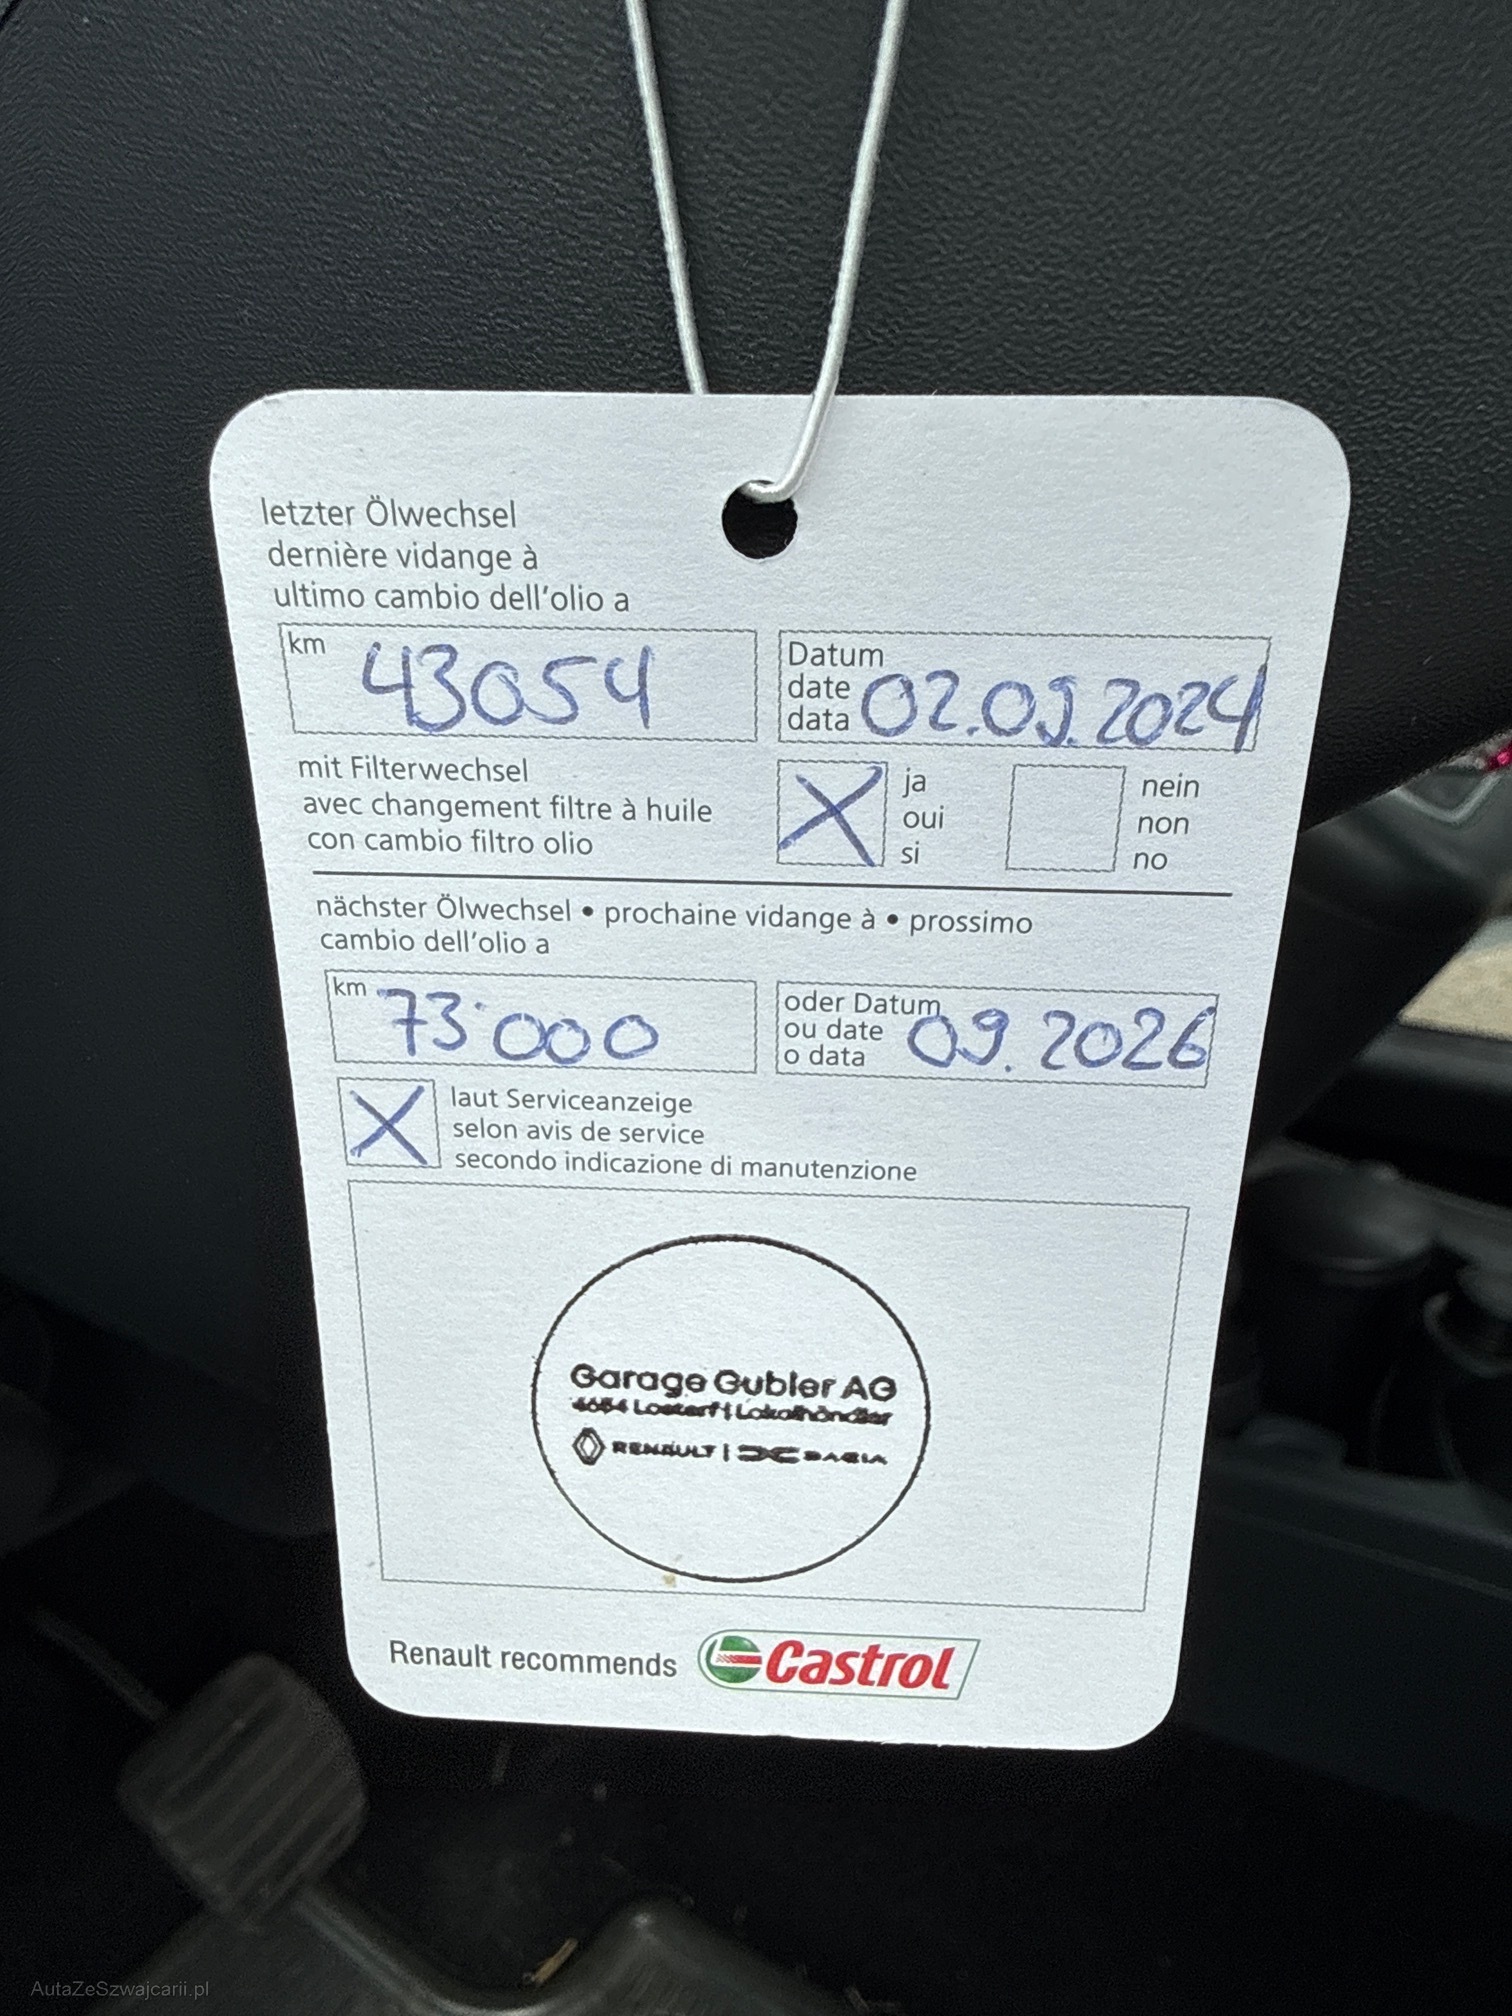 letzter Ölwechsel
dernière vidange à
ultimo cambio dell'olio a
km 43054
Datum
date
data
02.09.2024
mit Filterwechsel
avec changement filtre à huile
con cambio filtro olio
X
ja
oui
si
nein
non
no
nächster Ölwechsel • prochaine vidange à • prossimo
cambio dell'olio a
km 73'000
oder Datum
ou date
o data
09.2026
X
laut Serviceanzeige
selon avis de service
secondo indicazione di manutenzione
Garage Gubler AG
4654 Lostorf | Lokalhändler
RENAULT | DACIA
Renault recommends Castrol
AutaZeSzwajcarii.pl